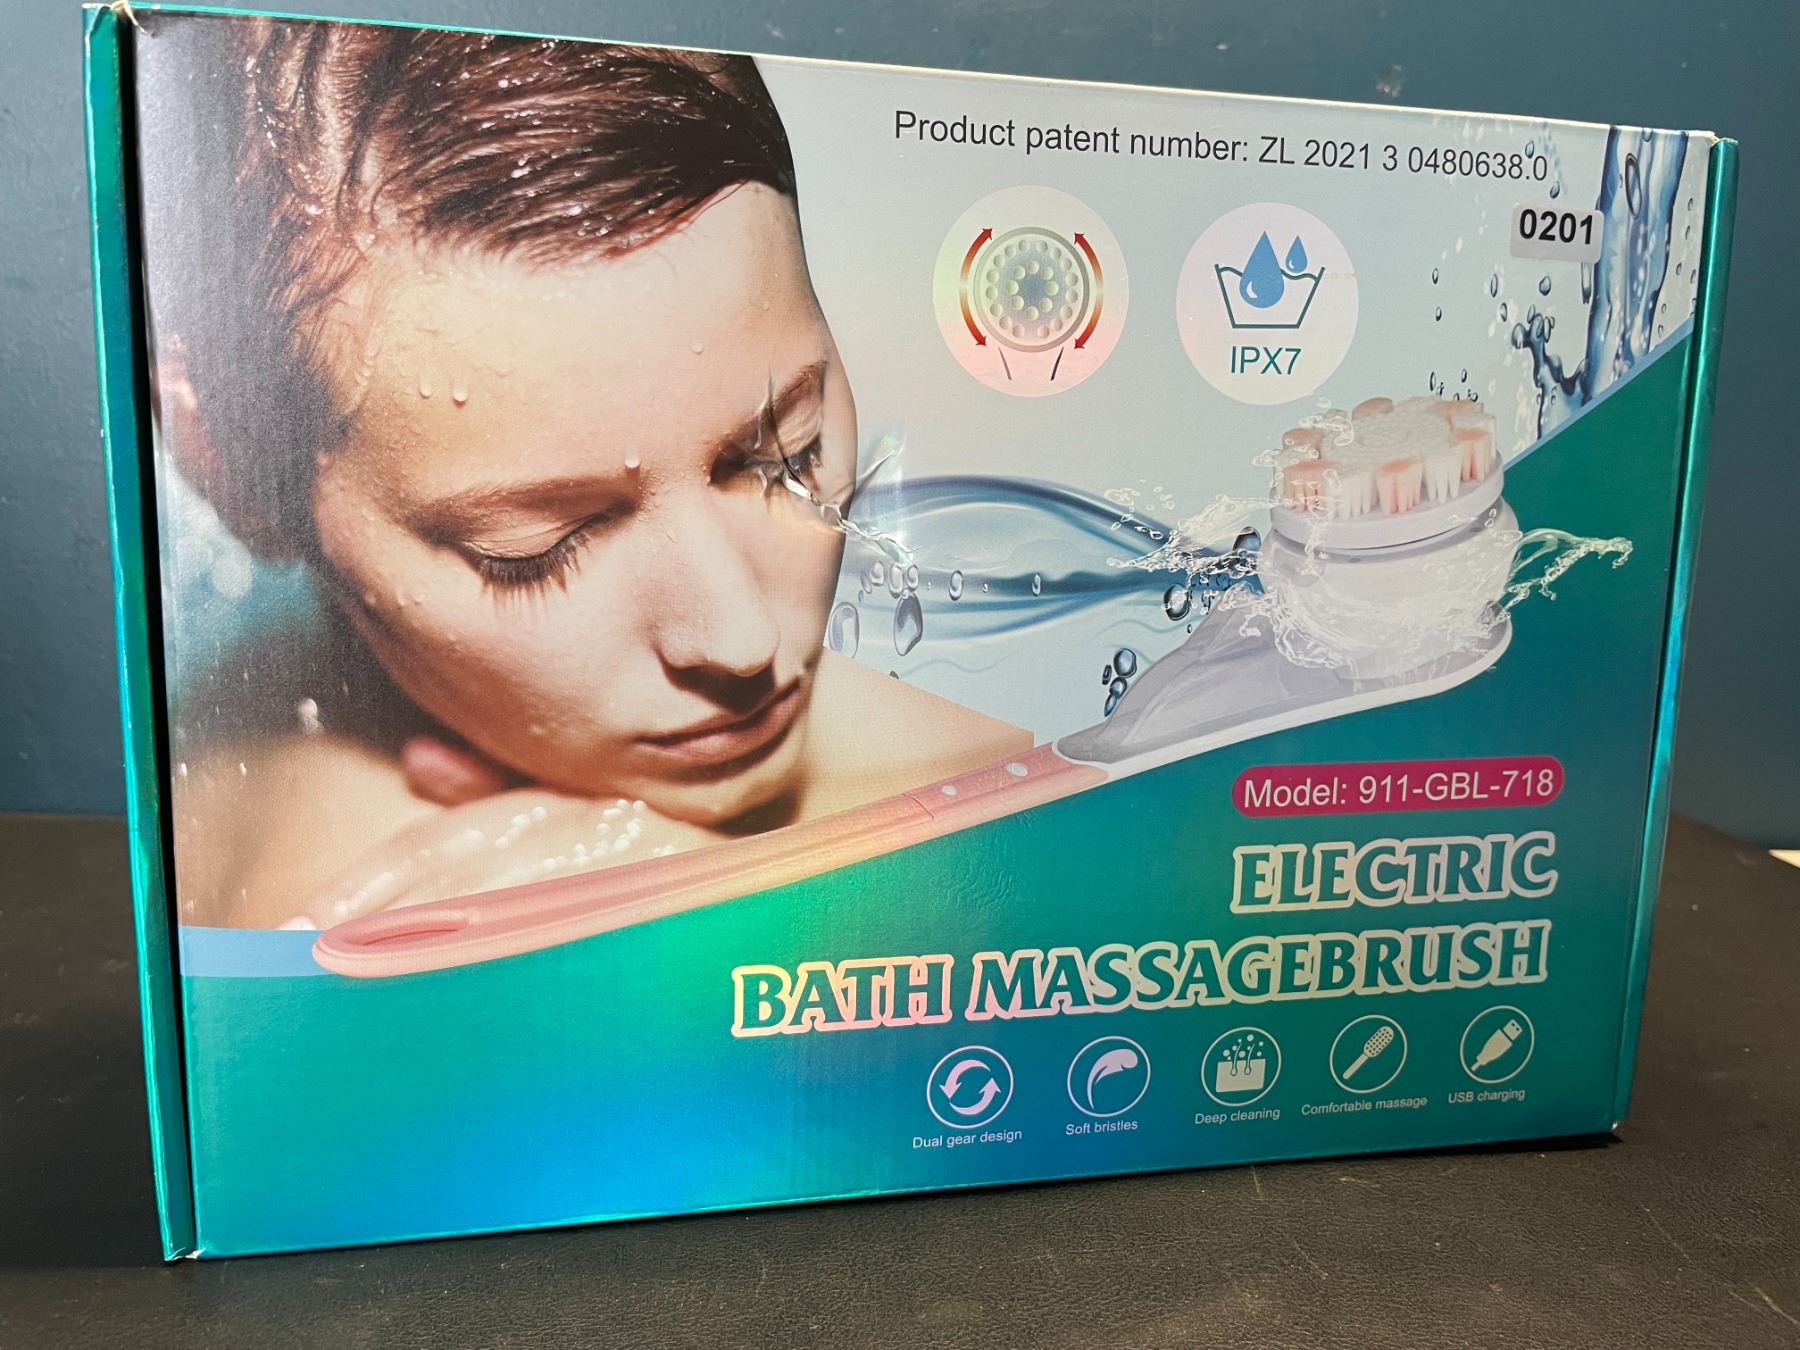 Product patent number: ZL 2021 3 0480638.0
0201
IPX7
Model: 911-GBL-718
ELECTRIC
BATH MASSAGEBRUSH
Dual gear design
Soft bristles
Deep cleaning
Comfortable massage
USB charging